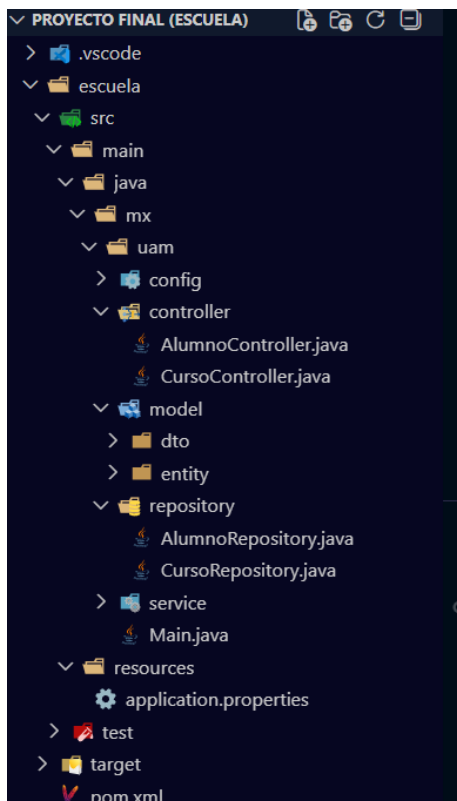 PROYECTO FINAL (ESCUELA)
.vscode
escuela
src
main
java
mx
uam
config
controller
AlumnoController.java
CursoController.java
model
dto
entity
repository
AlumnoRepository.java
CursoRepository.java
service
Main.java
resources
application.properties
test
target
pom.xml